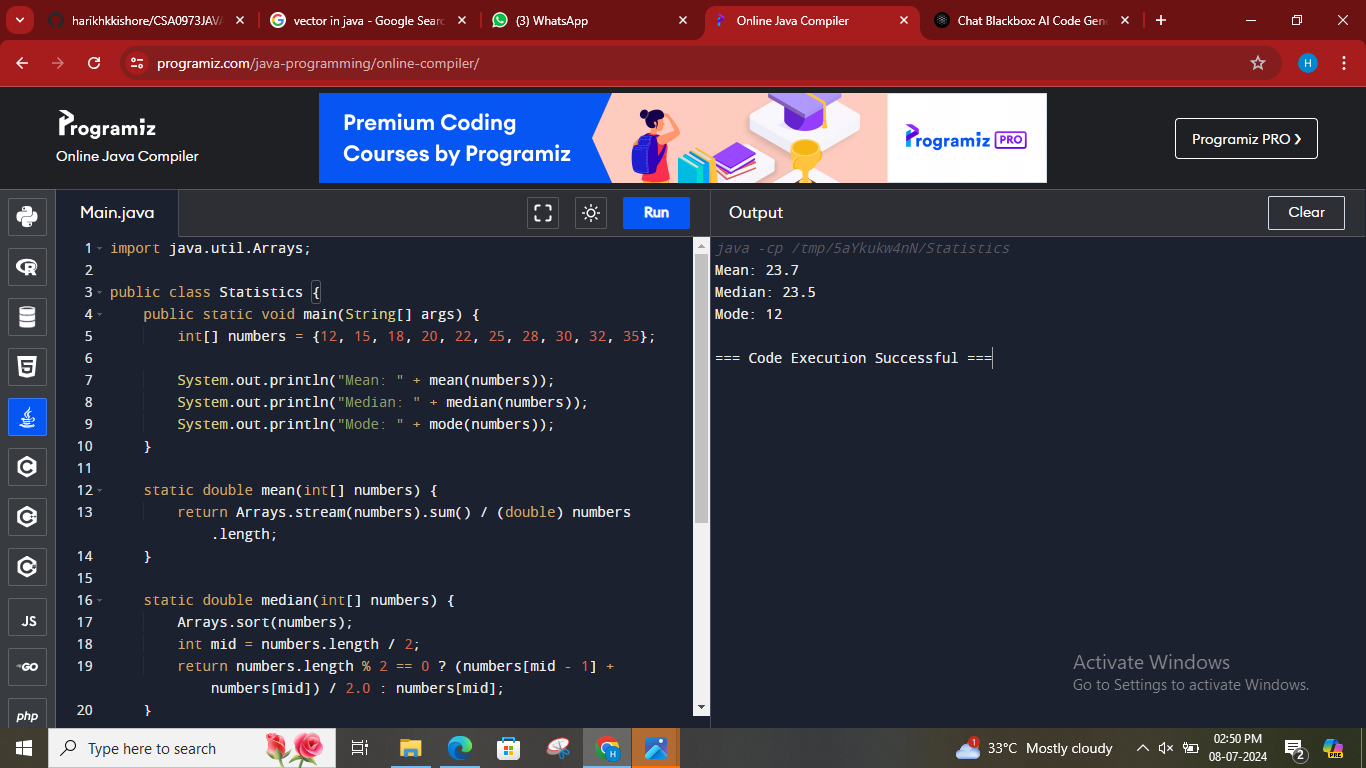 harikhkkishore/CSA0973JAVA
vector in java - Google Searc
(3) WhatsApp
Online Java Compiler
Chat Blackbox: AI Code Gene
programiz.com/java-programming/online-compiler/
H
Programiz
Online Java Compiler
Premium Coding
Courses by Programiz
Programiz PRO
Programiz PRO ❯
Main.java
Run
Output
Clear
1 import java.util.Arrays;
2
3 public class Statistics {
4 public static void main(String[] args) {
5 int[] numbers = {12, 15, 18, 20, 22, 25, 28, 30, 32, 35};
6
7 System.out.println("Mean: " + mean(numbers));
8 System.out.println("Median: " + median(numbers));
9 System.out.println("Mode: " + mode(numbers));
10 }
11
12 static double mean(int[] numbers) {
13 return Arrays.stream(numbers).sum() / (double) numbers
.length;
14 }
15
16 static double median(int[] numbers) {
17 Arrays.sort(numbers);
18 int mid = numbers.length / 2;
19 return numbers.length % 2 == 0 ? (numbers[mid - 1] +
numbers[mid]) / 2.0 : numbers[mid];
20 }
java -cp /tmp/5aYkukw4nN/Statistics
Mean: 23.7
Median: 23.5
Mode: 12
=== Code Execution Successful ===
JS
GO
php
Activate Windows
Go to Settings to activate Windows.
Type here to search
33°C Mostly cloudy
02:50 PM
08-07-2024
2
PRE